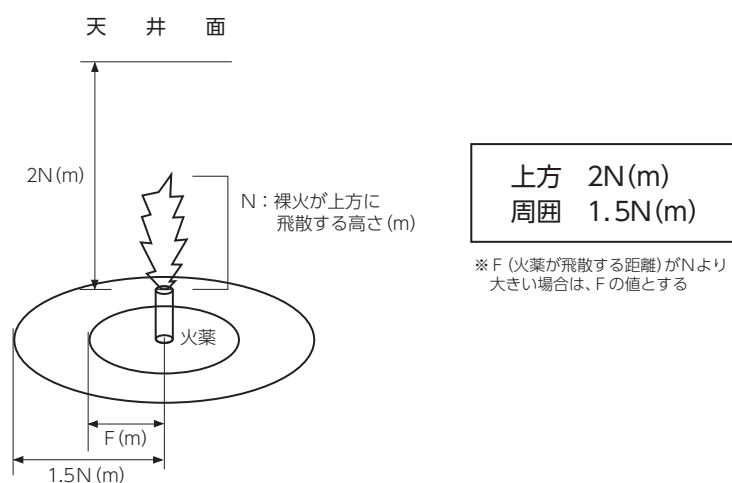 天 井 面
2N(m)
N：裸火が上方に
飛散する高さ(m)
火薬
F(m)
1.5N(m)
上方 2N(m)
周囲 1.5N(m)
※F(火薬が飛散する距離)がNより
大きい場合は、Fの値とする